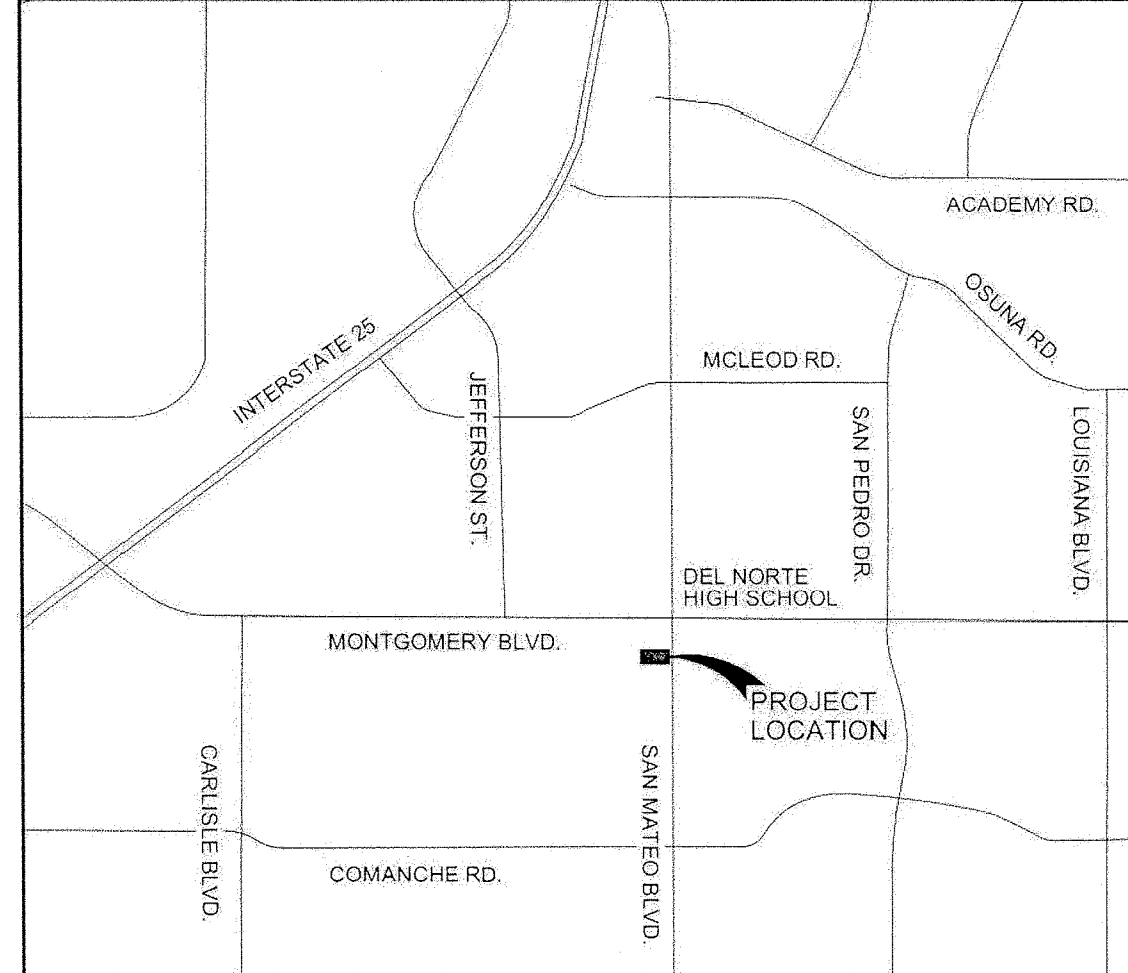 ACADEMY RD.
OSUNA RD.
INTERSTATE 25
MCLEOD RD.
JEFFERSON ST.
SAN PEDRO DR.
LOUISIANA BLVD.
DEL NORTE
HIGH SCHOOL
MONTGOMERY BLVD.
PROJECT
LOCATION
CARLISLE BLVD.
SAN MATEO BLVD.
COMANCHE RD.